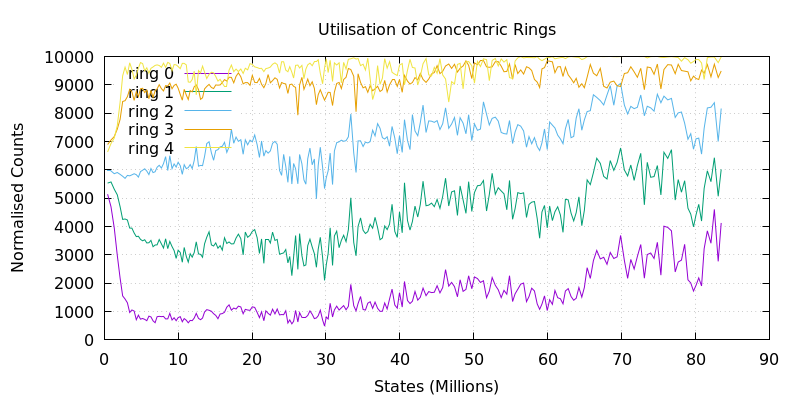 Utilisation of Concentric Rings
Normalised Counts
10000
9000
8000
7000
6000
5000
4000
3000
2000
1000
0
ring 0
ring 1
ring 2
ring 3
ring 4
0 10 20 30 40 50 60 70 80 90
States (Millions)